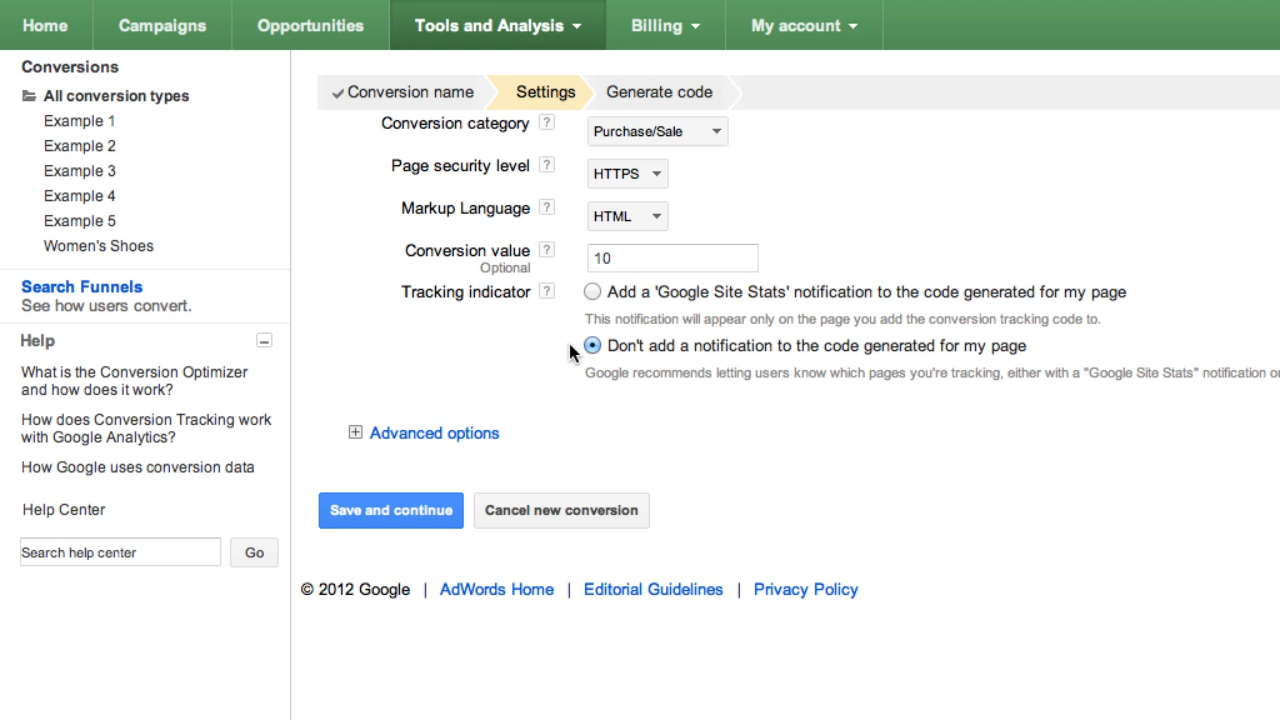 Home Campaigns Opportunities Tools and Analysis Billing My account
Conversions
All conversion types
Example 1
Example 2
Example 3
Example 4
Example 5
Women's Shoes
Search Funnels
See how users convert.
Help
What is the Conversion Optimizer
and how does it work?
How does Conversion Tracking work
with Google Analytics?
How Google uses conversion data
Help Center
Search help center Go
Conversion name Settings Generate code
Conversion category ? Purchase/Sale
Page security level ? HTTPS
Markup Language ? HTML
Conversion value ? 10
Optional
Tracking indicator ? Add a 'Google Site Stats' notification to the code generated for my page
This notification will appear only on the page you add the conversion tracking code to.
Don't add a notification to the code generated for my page
Google recommends letting users know which pages you're tracking, either with a "Google Site Stats" notification or
Advanced options
Save and continue Cancel new conversion
© 2012 Google | AdWords Home | Editorial Guidelines | Privacy Policy